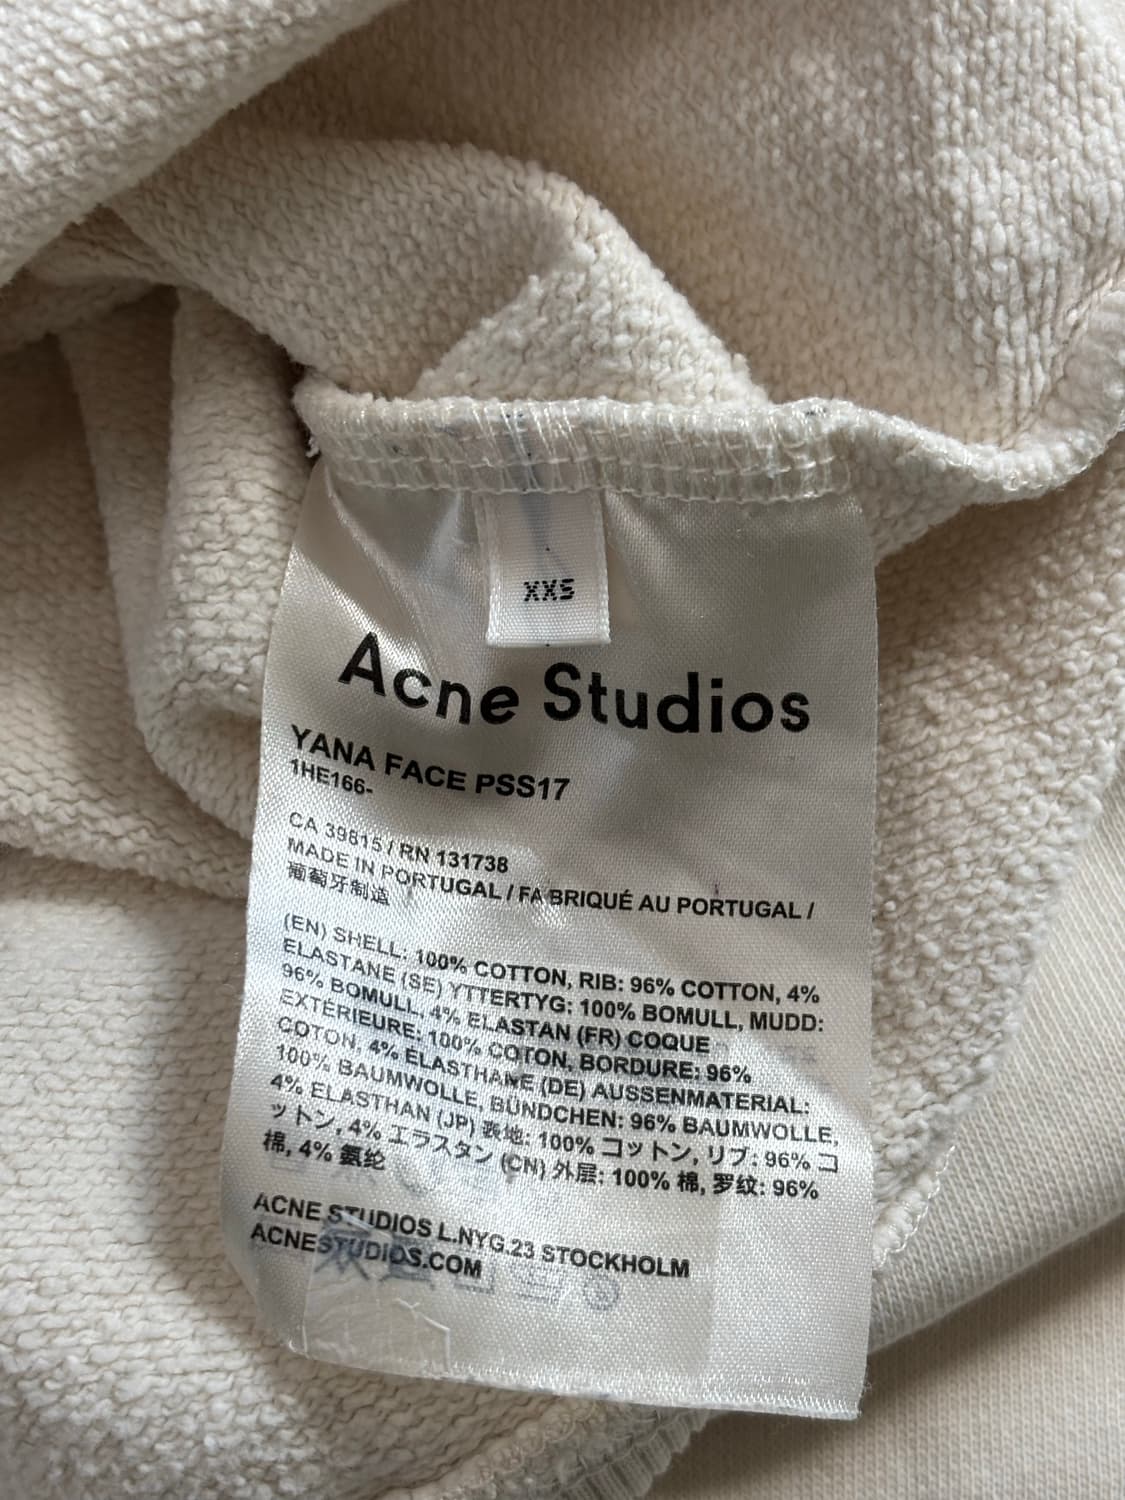 XXS
Acne Studios
YANA FACE PSS17
1HE166-
CA 39815 / RN 131738
MADE IN PORTUGAL / FABRIQUÉ AU PORTUGAL /
葡萄牙制造
(EN) SHELL: 100% COTTON, RIB: 96% COTTON, 4%
ELASTANE (SE) YTTERTYG: 100% BOMULL, MUDD:
96% BOMULL, 4% ELASTAN (FR) COQUE
EXTÉRIEURE: 100% COTON, BORDURE: 96%
COTON, 4% ÉLASTHANE (DE) AUSSENMATERIAL:
100% BAUMWOLLE, BÜNDCHEN: 96% BAUMWOLLE,
4% ELASTHAN (JP) 表地: 100% コットン, リブ: 96% コ
ットン, 4% エラスタン (CN) 外层: 100% 棉, 罗纹: 96%
棉, 4% 氨纶
ACNE STUDIOS L.NYG.23 STOCKHOLM
ACNESTUDIOS.COM